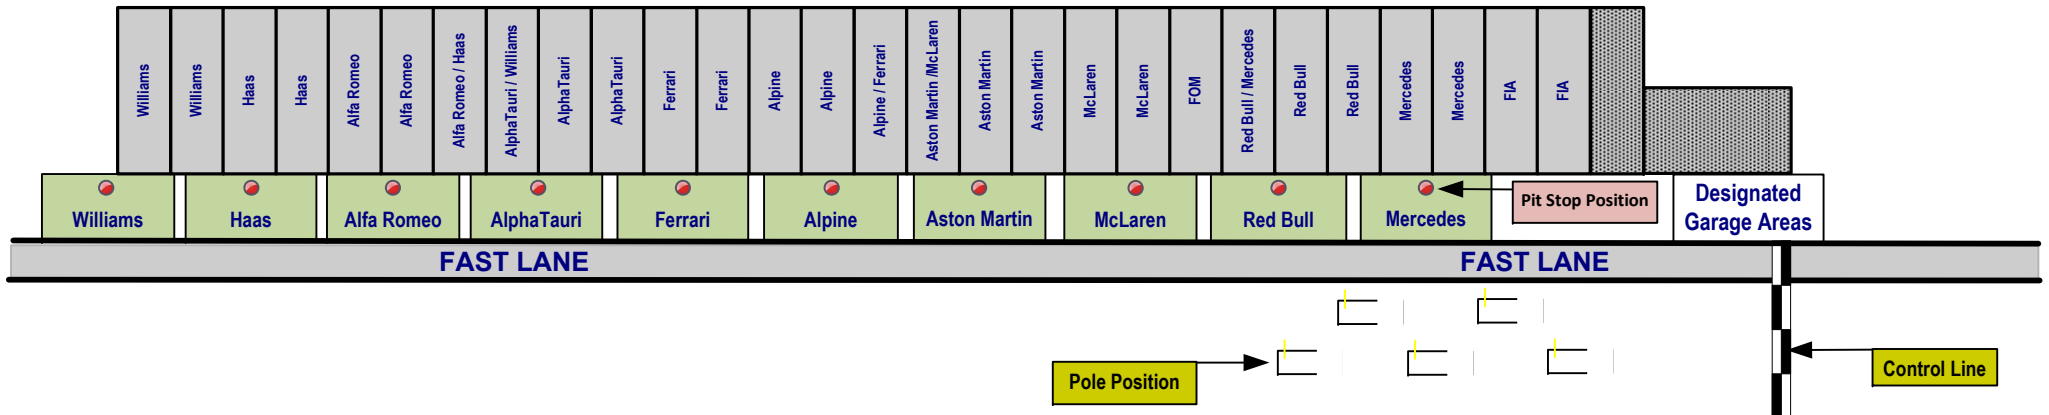 Williams
Williams
Haas
Haas
Alfa Romeo
Alfa Romeo
Alfa Romeo / Haas
AlphaTauri / Williams
AlphaTauri
AlphaTauri
Ferrari
Ferrari
Alpine
Alpine
Alpine / Ferrari
Aston Martin /McLaren
Aston Martin
Aston Martin
McLaren
McLaren
FOM
Red Bull / Mercedes
Red Bull
Red Bull
Mercedes
Mercedes
FIA
FIA
Williams
Haas
Alfa Romeo
AlphaTauri
Ferrari
Alpine
Aston Martin
McLaren
Red Bull
Mercedes
Pit Stop Position
Designated
Garage Areas
FAST LANE
FAST LANE
Pole Position
Control Line